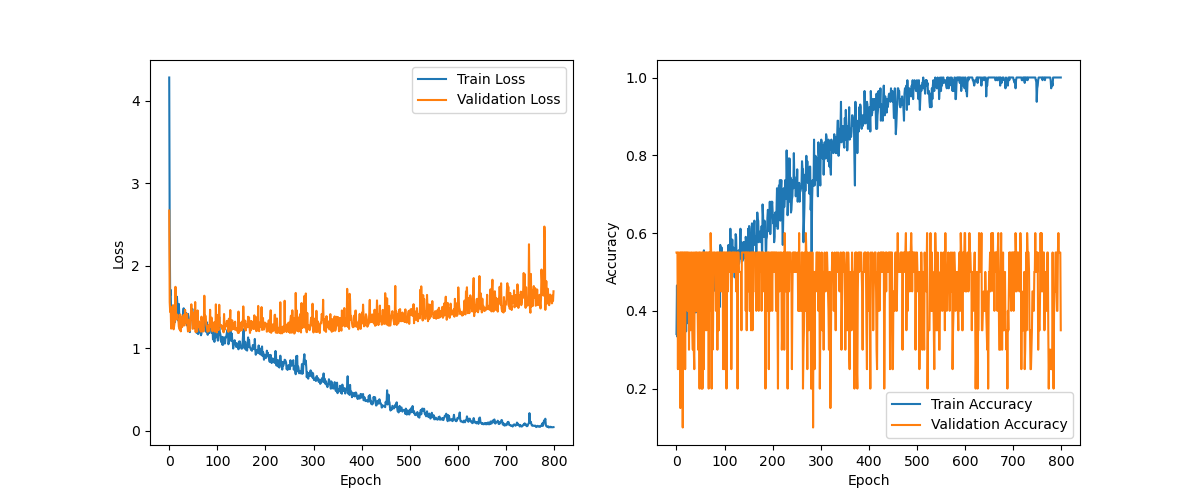 Train Loss
Validation Loss
4
3
2
1
0
Loss
0 100 200 300 400 500 600 700 800
Epoch
1.0
0.8
0.6
0.4
0.2
Accuracy
Train Accuracy
Validation Accuracy
0 100 200 300 400 500 600 700 800
Epoch